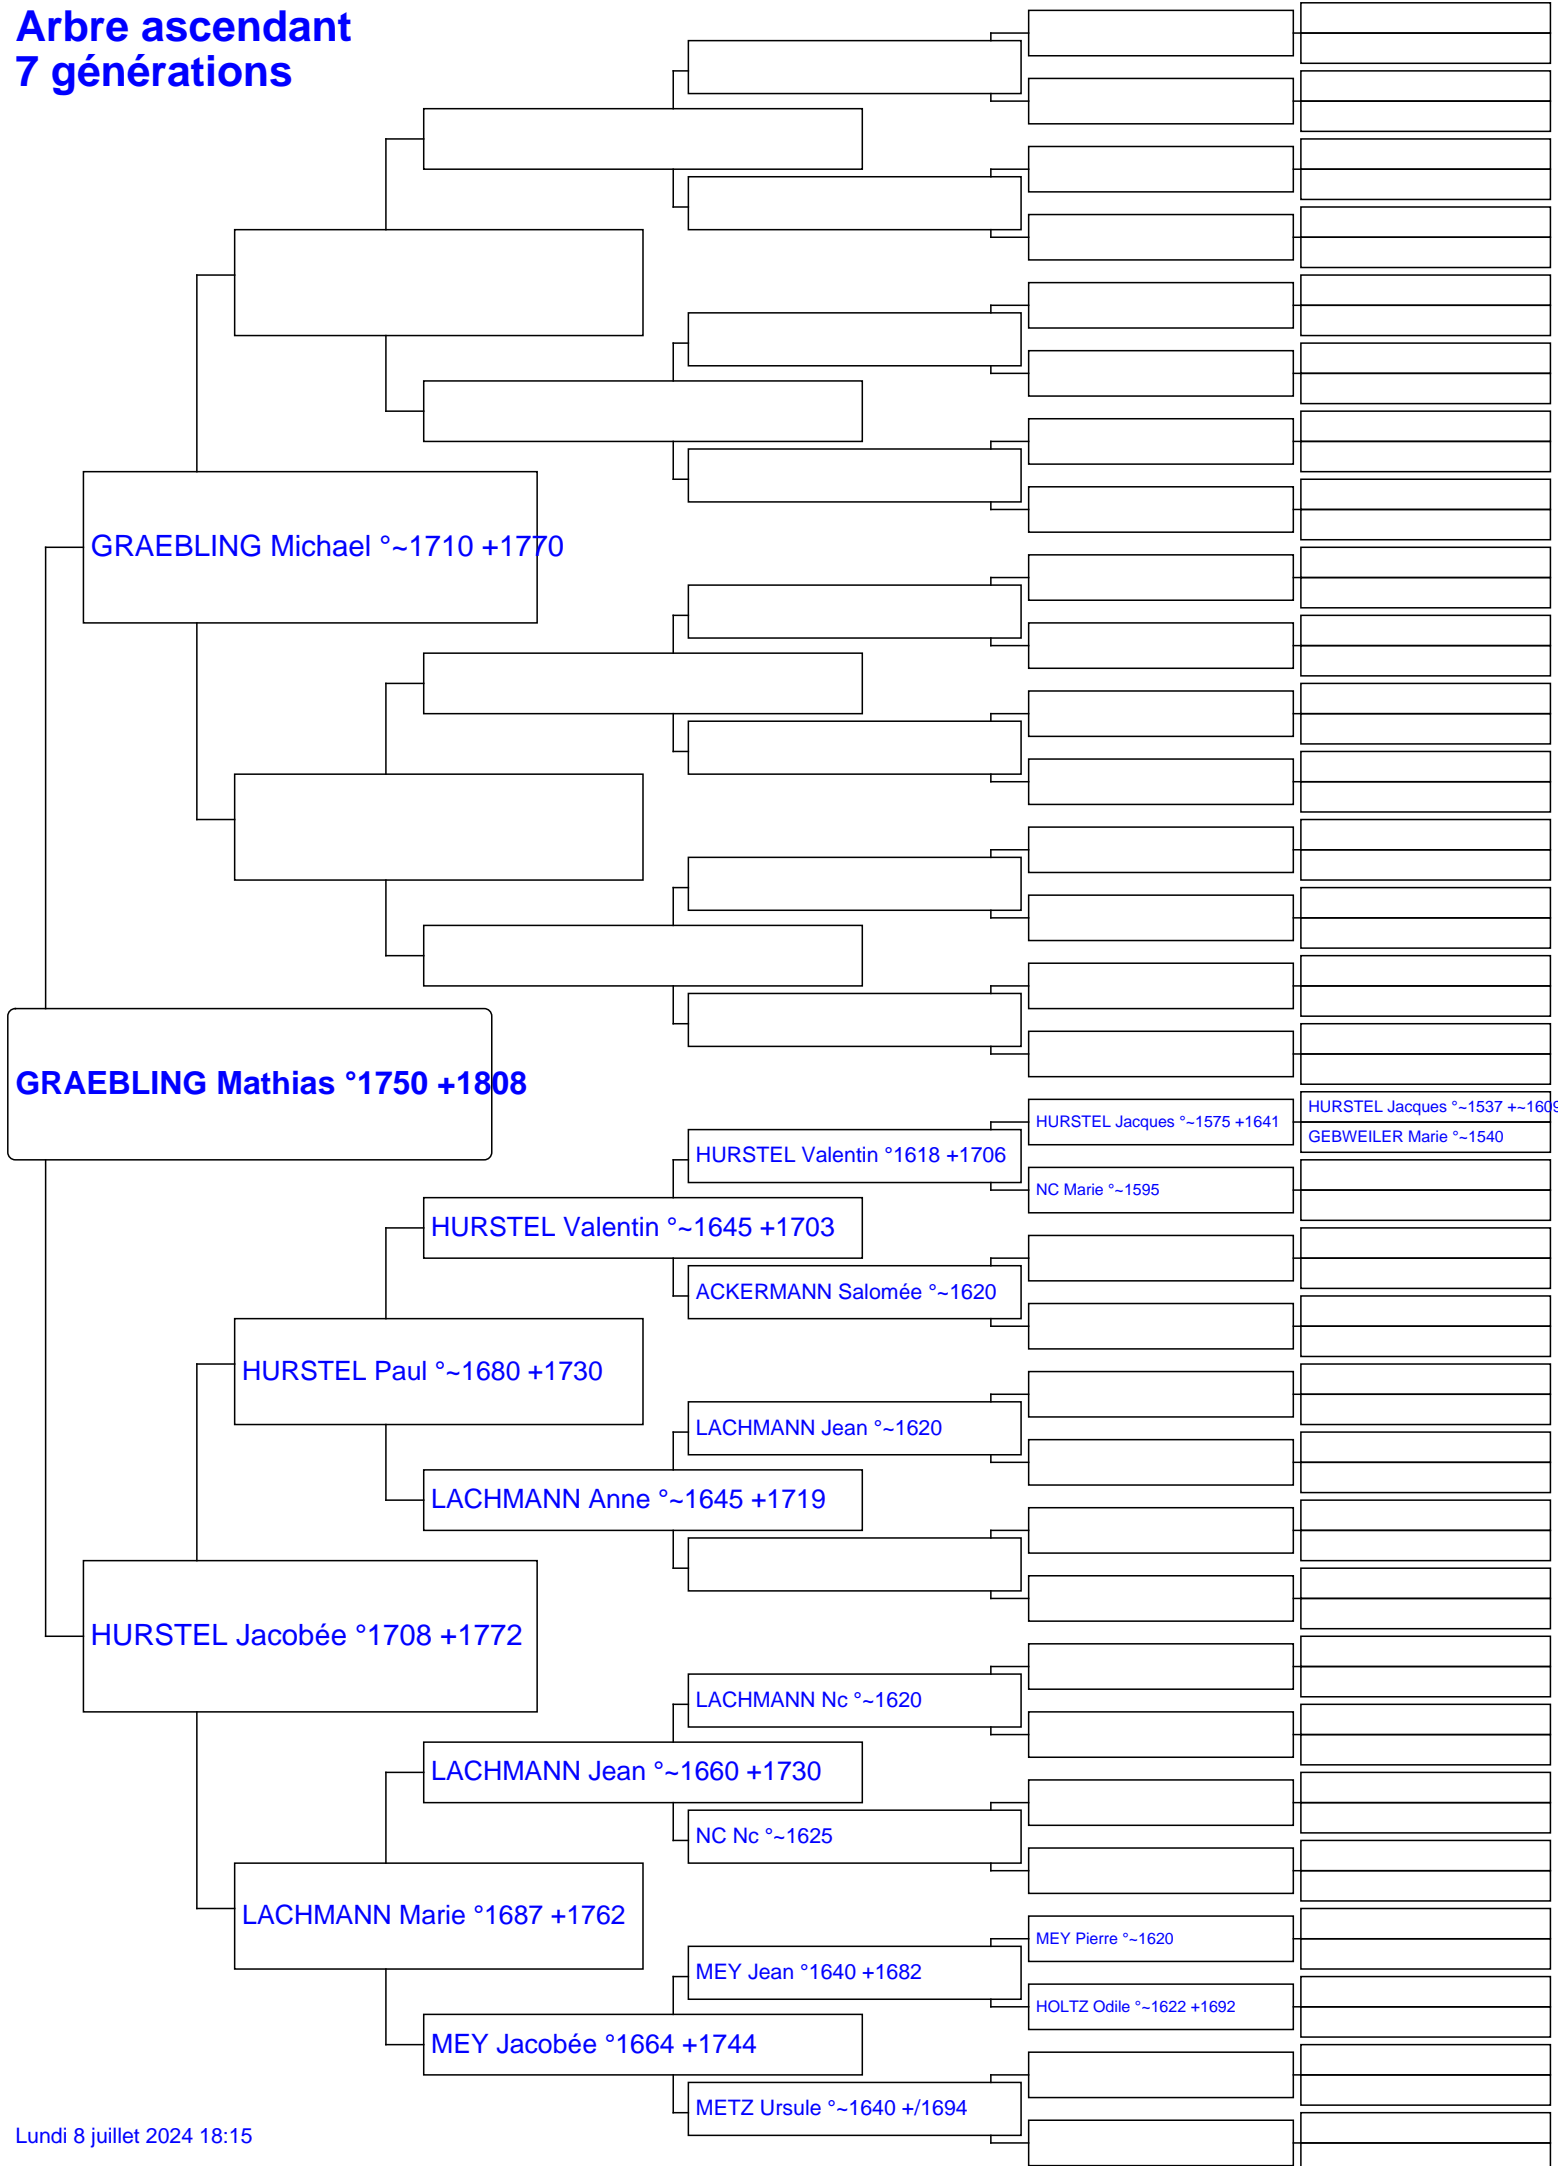 Arbre ascendant
7 générations
GRAEBLING Michael °~1710 +1770
GRAEBLING Mathias °1750 +1808
HURSTEL Jacques °~1575 +1641
HURSTEL Jacques °~1537 +~1609
GEBWEILER Marie °~1540
HURSTEL Valentin °1618 +1706
NC Marie °~1595
HURSTEL Valentin °~1645 +1703
ACKERMANN Salomée °~1620
HURSTEL Paul °~1680 +1730
LACHMANN Jean °~1620
LACHMANN Anne °~1645 +1719
HURSTEL Jacobée °1708 +1772
LACHMANN Nc °~1620
LACHMANN Jean °~1660 +1730
NC Nc °~1625
LACHMANN Marie °1687 +1762
MEY Pierre °~1620
MEY Jean °1640 +1682
HOLTZ Odile °~1622 +1692
MEY Jacobée °1664 +1744
METZ Ursule °~1640 +/1694
Lundi 8 juillet 2024 18:15